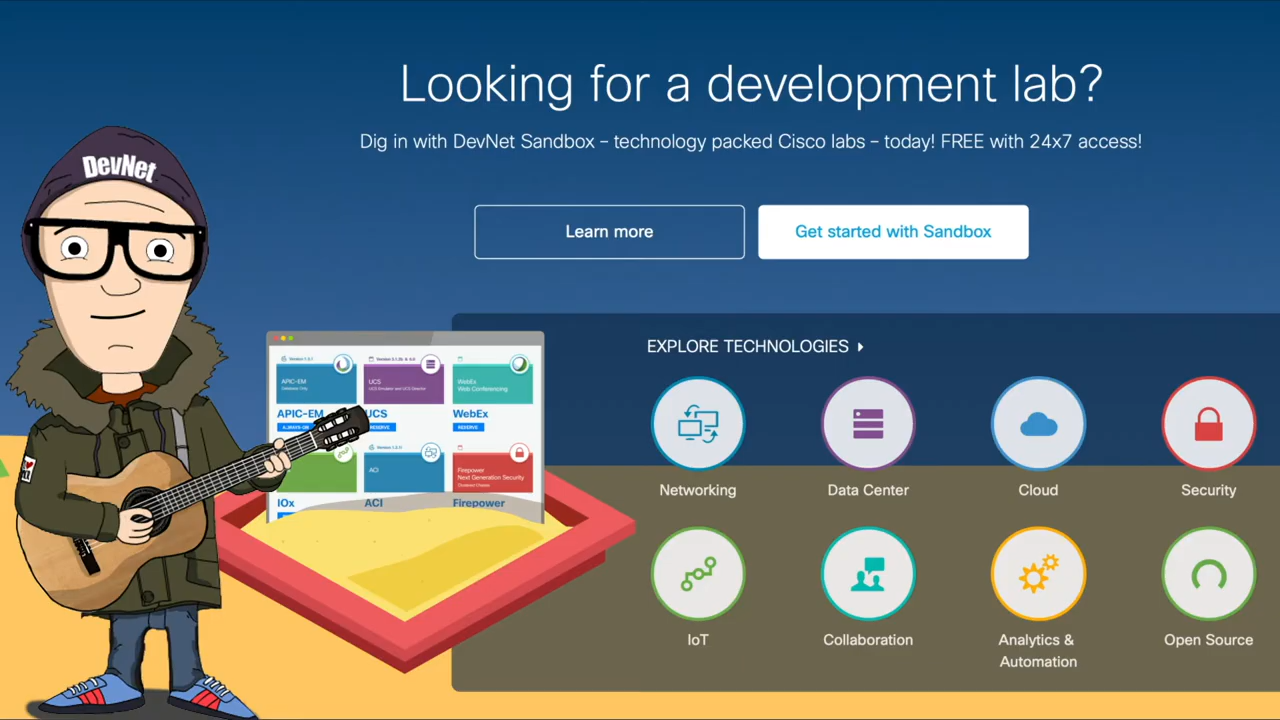 Looking for a development lab?
Dig in with DevNet Sandbox – technology packed Cisco labs – today! FREE with 24x7 access!
DevNet
Learn more
Get started with Sandbox
EXPLORE TECHNOLOGIES
Networking
Data Center
Cloud
Security
IoT
Collaboration
Analytics &
Automation
Open Source
APIC-EM
UCS
WebEx
Web Conferencing
APIC-EM
UCS
WebEx
ALWAYS-ON
RESERVE
RESERVE
ACI
Firepower
Next Generation Security
IOx
ACI
Firepower